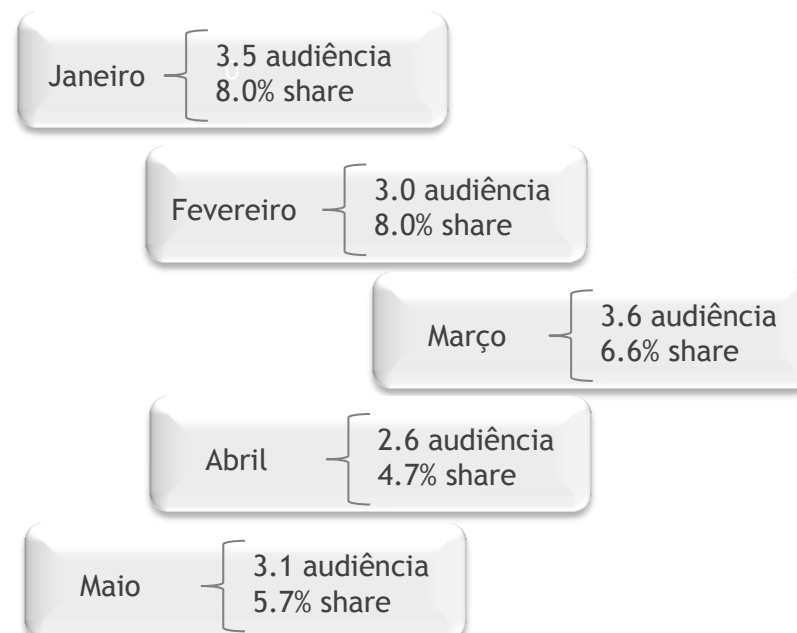 Janeiro
3.5 audiência
8.0% share
Fevereiro
3.0 audiência
8.0% share
Março
3.6 audiência
6.6% share
Abril
2.6 audiência
4.7% share
Maio
3.1 audiência
5.7% share